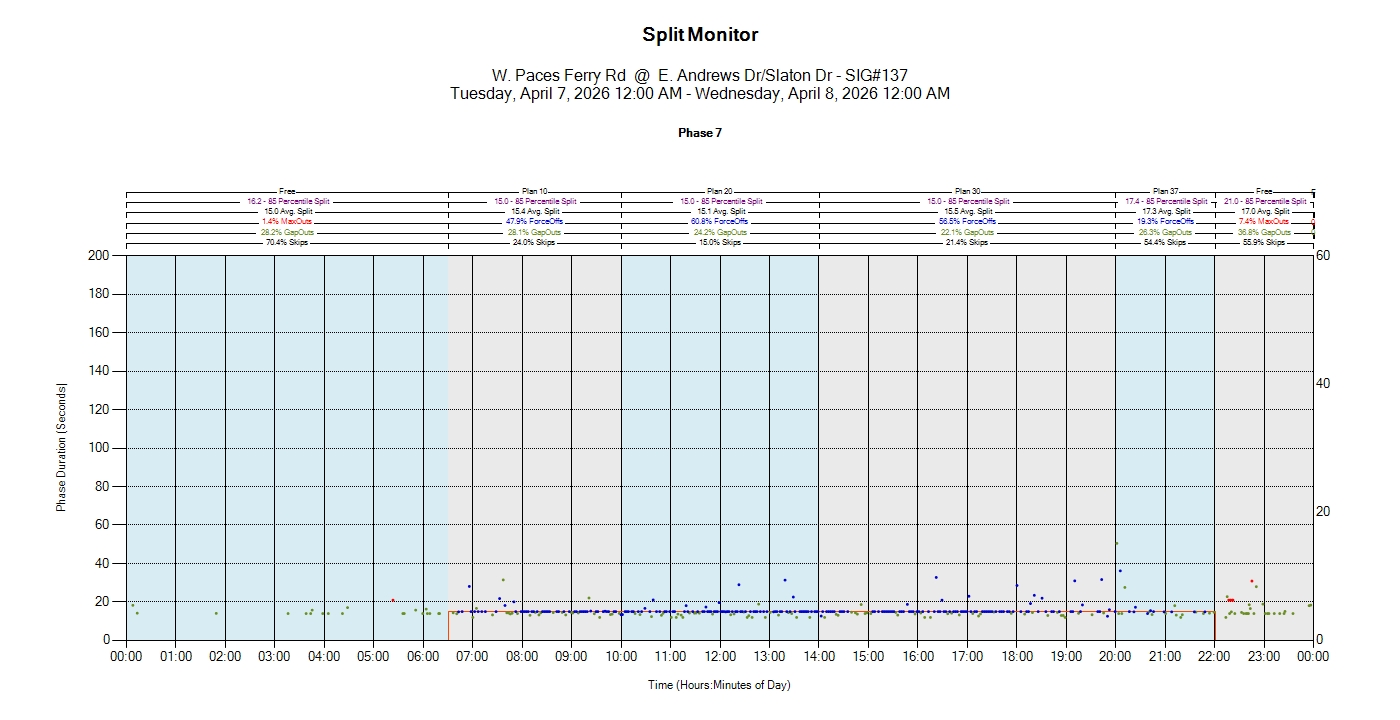 Split Monitor
W. Paces Ferry Rd @ E. Andrews Dr/Slaton Dr - SIG#137
Tuesday, April 7, 2026 12:00 AM - Wednesday, April 8, 2026 12:00 AM
Phase 7
Free Plan 10 Plan 20 Plan 30 Plan 37 Free
16.2 - 85 Percentile Split 15.0 - 85 Percentile Split 15.0 - 85 Percentile Split 15.0 - 85 Percentile Split 17.4 - 85 Percentile Split 21.0 - 85 Percentile Split
15.0 Avg. Split 15.4 Avg. Split 15.1 Avg. Split 15.5 Avg. Split 17.3 Avg. Split 17.0 Avg. Split
1.4% MaxOuts 47.9% ForceOffs 60.8% ForceOffs 56.5% ForceOffs 19.3% ForceOffs 7.4% MaxOuts
28.2% GapOuts 28.1% GapOuts 24.2% GapOuts 22.1% GapOuts 26.3% GapOuts 36.8% GapOuts
70.4% Skips 24.0% Skips 15.0% Skips 21.4% Skips 54.4% Skips 55.9% Skips
200 60
180
160
140 40
120
100
80
60 20
40
20
0 0
Phase Duration (Seconds)
00:00 01:00 02:00 03:00 04:00 05:00 06:00 07:00 08:00 09:00 10:00 11:00 12:00 13:00 14:00 15:00 16:00 17:00 18:00 19:00 20:00 21:00 22:00 23:00 00:00
Time (Hours:Minutes of Day)